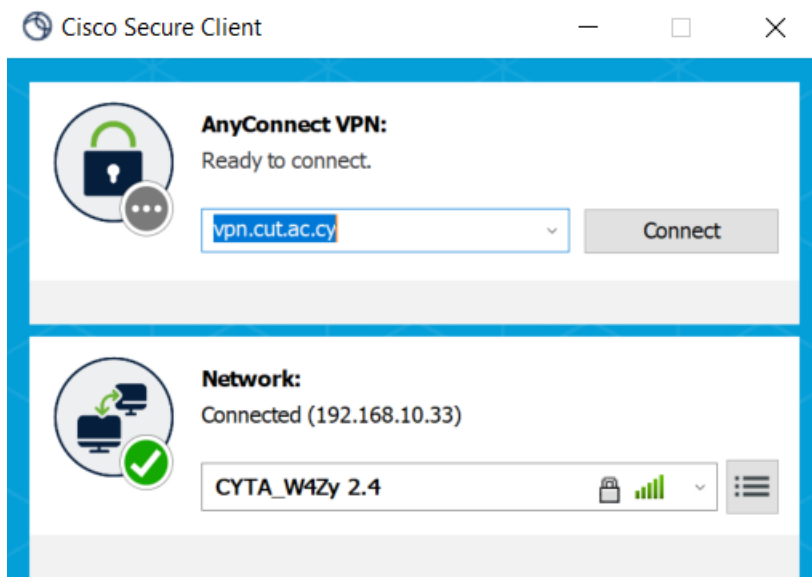 Cisco Secure Client
AnyConnect VPN:
Ready to connect.
vpn.cut.ac.cy
Connect
Network:
Connected (192.168.10.33)
CYTA_W4Zy 2.4